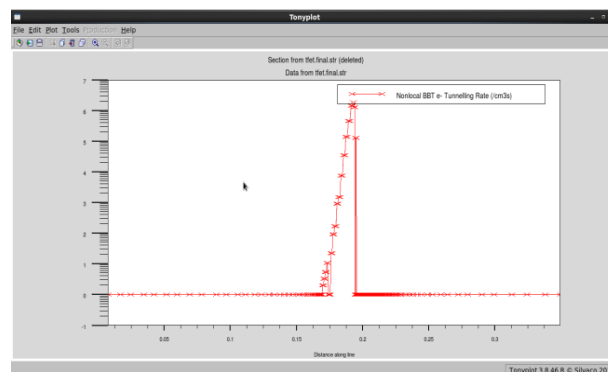 Tonyplot
File Edit Plot Tools Production Help
Section from tfet.final.str (deleted)
Data from tfet.final.str
Nonlocal BBT e- Tunnelling Rate (/cm3s)
7
6
5
4
3
2
1
0
-1
0.05
0.1
0.15
0.2
0.25
0.3
Distance along line
Tonyplot 3.8.46.R © Silvaco 20